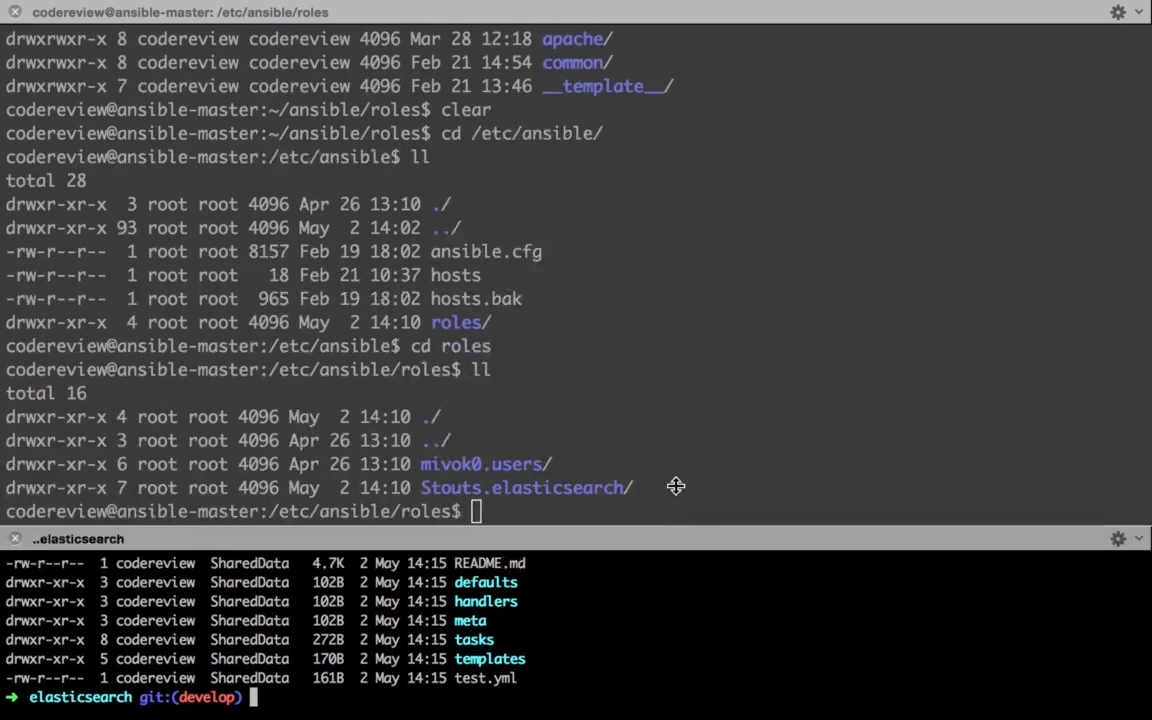 codereview@ansible-master: /etc/ansible/roles
drwxrwxr-x 8 codereview codereview 4096 Mar 28 12:18 apache/
drwxrwxr-x 8 codereview codereview 4096 Feb 21 14:54 common/
drwxrwxr-x 7 codereview codereview 4096 Feb 21 13:46 __template__/
codereview@ansible-master:~/ansible/roles$ clear
codereview@ansible-master:~/ansible/roles$ cd /etc/ansible/
codereview@ansible-master:/etc/ansible$ ll
total 28
drwxr-xr-x  3 root root 4096 Apr 26 13:10 ./
drwxr-xr-x 93 root root 4096 May  2 14:02 ../
-rw-r--r--  1 root root 8157 Feb 19 18:02 ansible.cfg
-rw-r--r--  1 root root   18 Feb 21 10:37 hosts
-rw-r--r--  1 root root  965 Feb 19 18:02 hosts.bak
drwxr-xr-x  4 root root 4096 May  2 14:10 roles/
codereview@ansible-master:/etc/ansible$ cd roles
codereview@ansible-master:/etc/ansible/roles$ ll
total 16
drwxr-xr-x 4 root root 4096 May  2 14:10 ./
drwxr-xr-x 3 root root 4096 Apr 26 13:10 ../
drwxr-xr-x 6 root root 4096 Apr 26 13:10 mivok0.users/
drwxr-xr-x 7 root root 4096 May  2 14:10 Stouts.elasticsearch/
codereview@ansible-master:/etc/ansible/roles$
..elasticsearch
-rw-r--r--  1 codereview  SharedData   4.7K  2 May 14:15 README.md
drwxr-xr-x  3 codereview  SharedData   102B  2 May 14:15 defaults
drwxr-xr-x  3 codereview  SharedData   102B  2 May 14:15 handlers
drwxr-xr-x  3 codereview  SharedData   102B  2 May 14:15 meta
drwxr-xr-x  8 codereview  SharedData   272B  2 May 14:15 tasks
drwxr-xr-x  5 codereview  SharedData   170B  2 May 14:15 templates
-rw-r--r--  1 codereview  SharedData   161B  2 May 14:15 test.yml
➜  elasticsearch git:(develop)